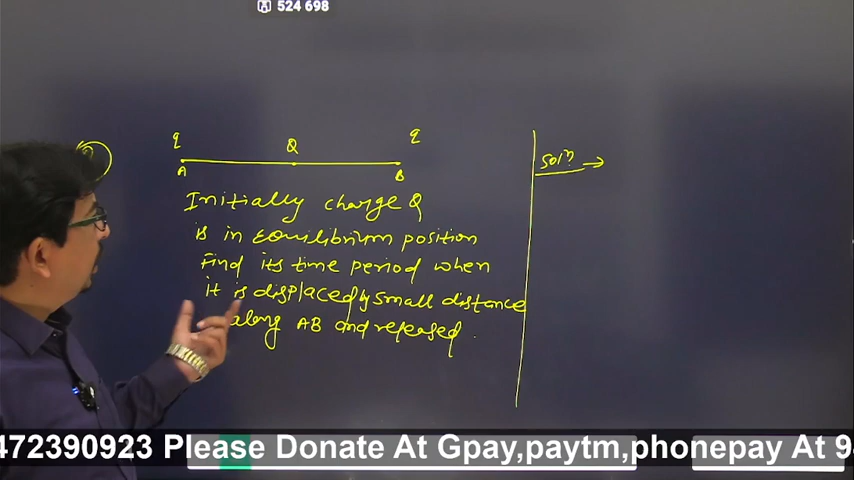 524 698
q Q q
A B
Initially charge Q
is in equilibrium position
Find its time period when
it is displaced by small distance
along AB and released.
Sol?
472390923 Please Donate At Gpay,paytm,phonepay At 9